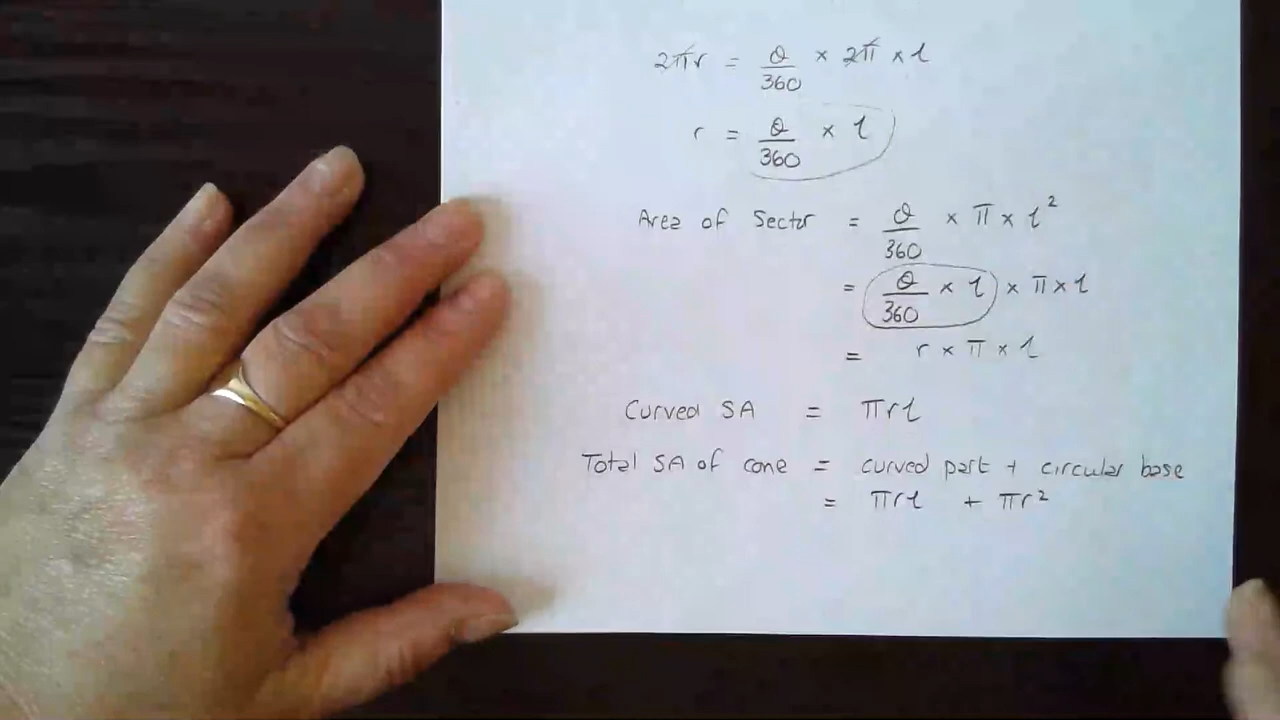 2πr = θ/360 × 2π × l
r = θ/360 × l
Area of Sector = θ/360 × π × l²
= θ/360 × l × π × l
= r × π × l
Curved SA = πrl
Total SA of cone = curved part + circular base
= πrl + πr²